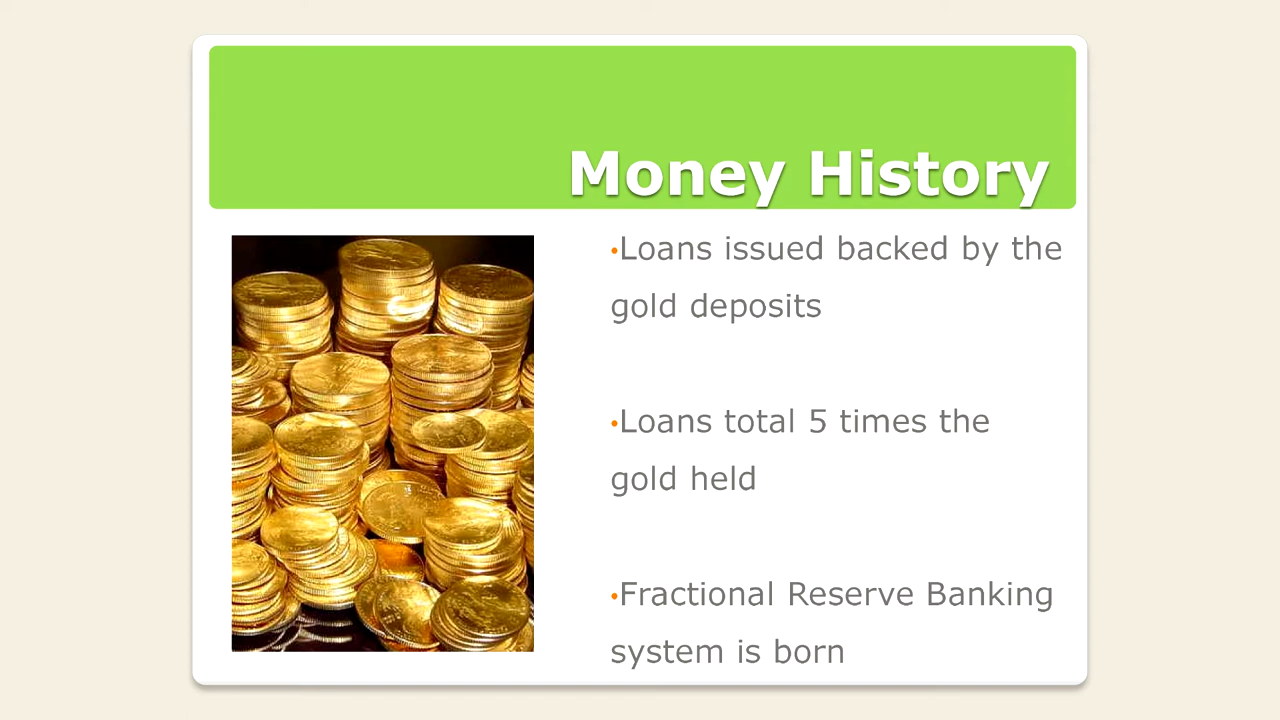 Money History
•Loans issued backed by the
gold deposits
•Loans total 5 times the
gold held
•Fractional Reserve Banking
system is born